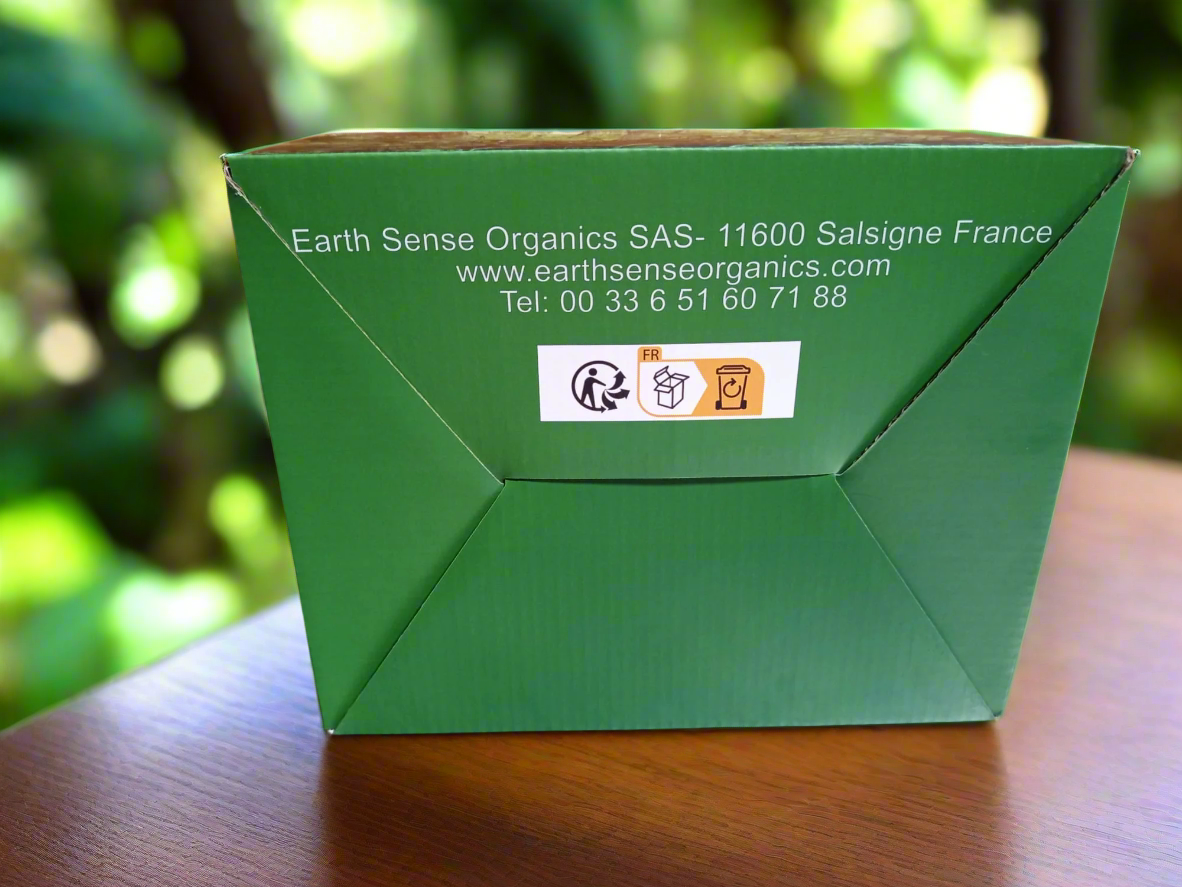 Earth Sense Organics SAS- 11600 Salsigne France
www.earthsenseorganics.com
Tel: 00 33 6 51 60 71 88
FR